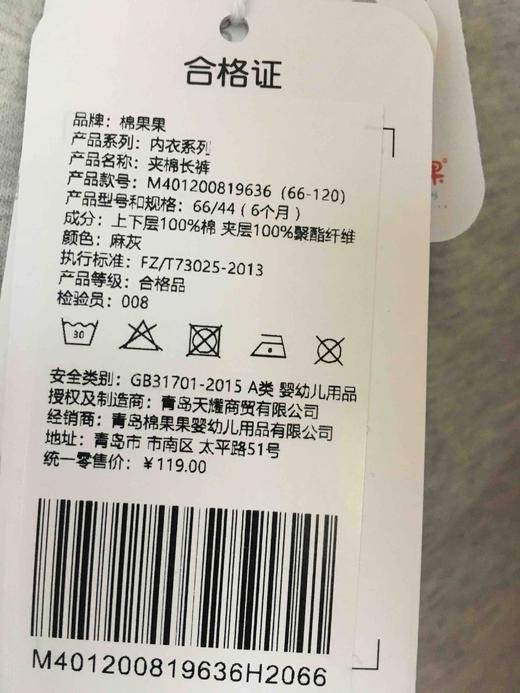 合格证
品牌：棉果果
产品系列：内衣系列
产品名称：夹棉长裤
产品款号：M401200819636（66-120）
产品型号和规格：66/44（6个月）
成分：上下层100%棉 夹层100%聚酯纤维
颜色：麻灰
执行标准：FZ/T73025-2013
产品等级：合格品
检验员：008
30
安全类别：GB31701-2015 A类 婴幼儿用品
授权及制造商：青岛天耀商贸有限公司
经销商：青岛棉果果婴幼儿用品有限公司
地址：青岛市 市南区 太平路51号
统一零售价：￥119.00
M401200819636H2066
果